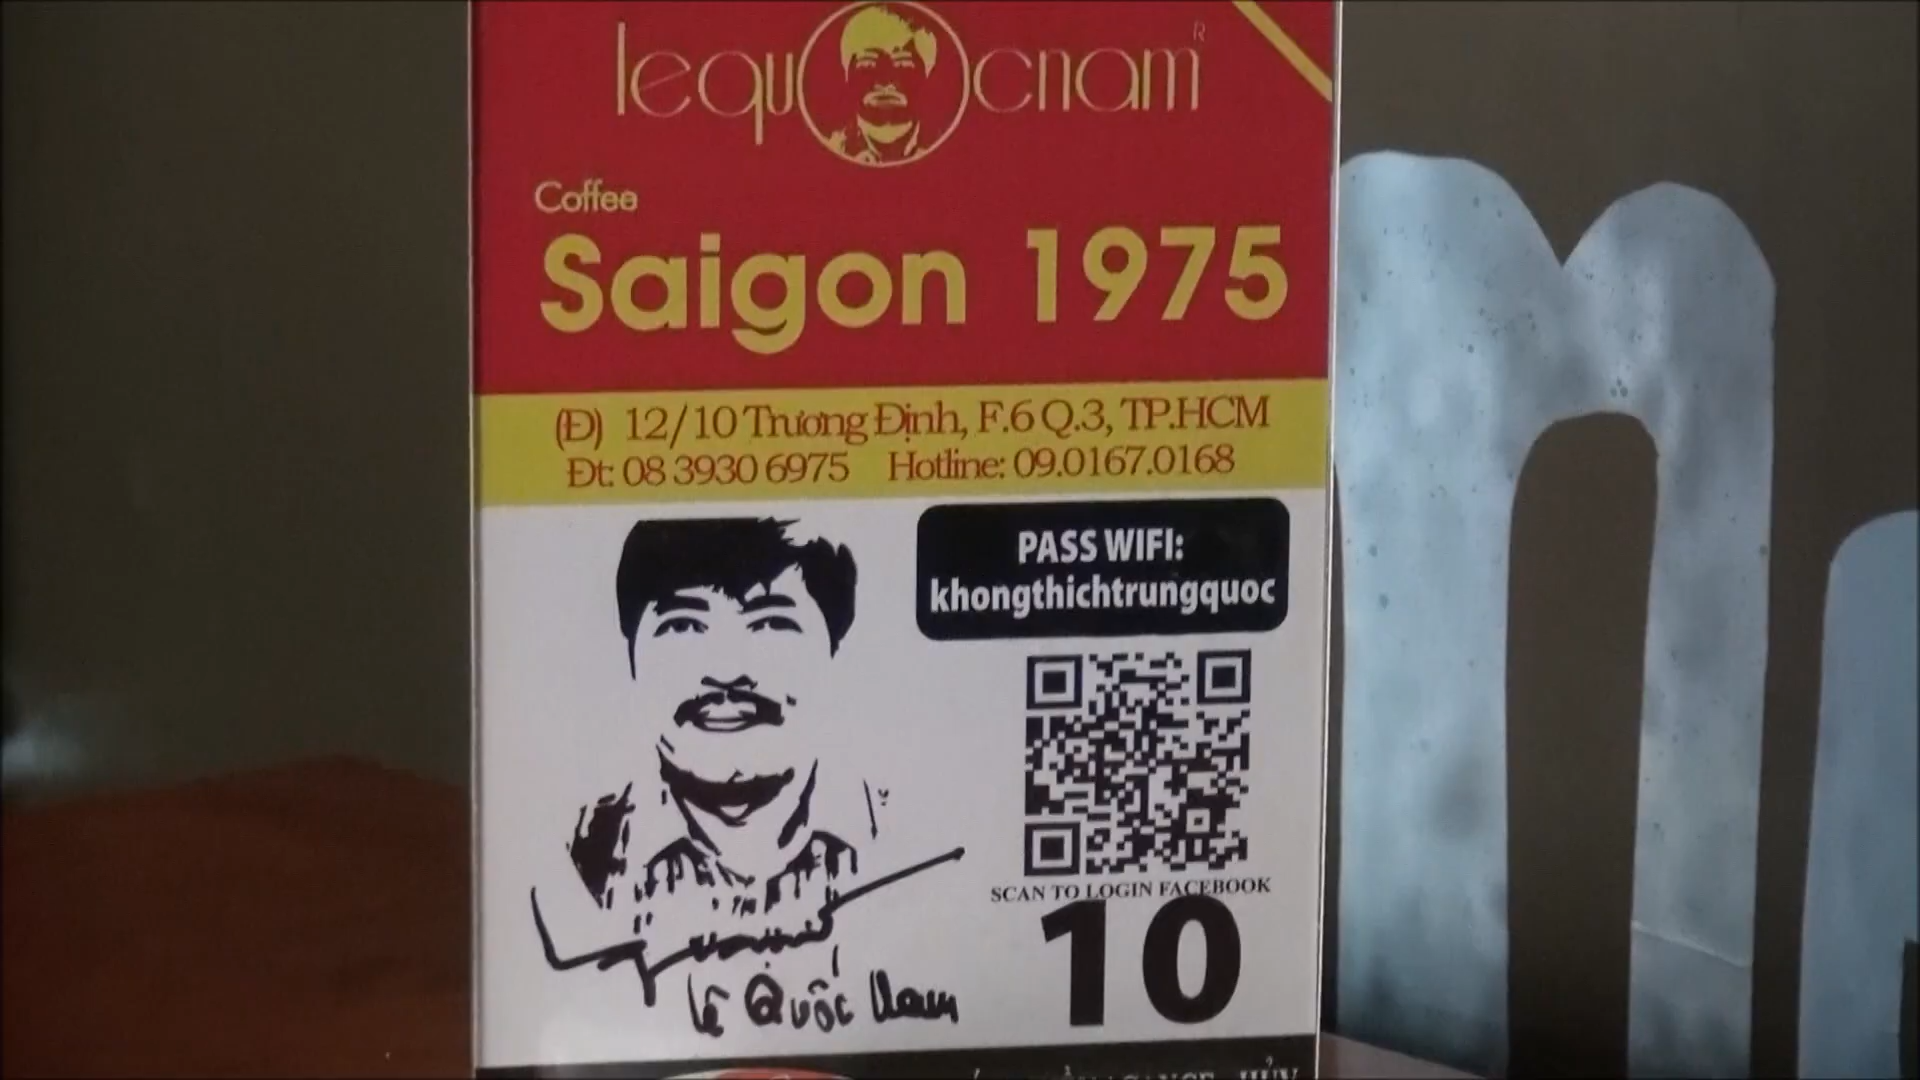 lequocnam®
Coffee
Saigon 1975
(Đ) 12/10 Trương Định, F.6 Q.3, TP.HCM
Đt: 08 3930 6975 Hotline: 09.0167.0168
PASS WIFI:
khongthichtrungquoc
SCAN TO LOGIN FACEBOOK
10
Lê Quốc Nam